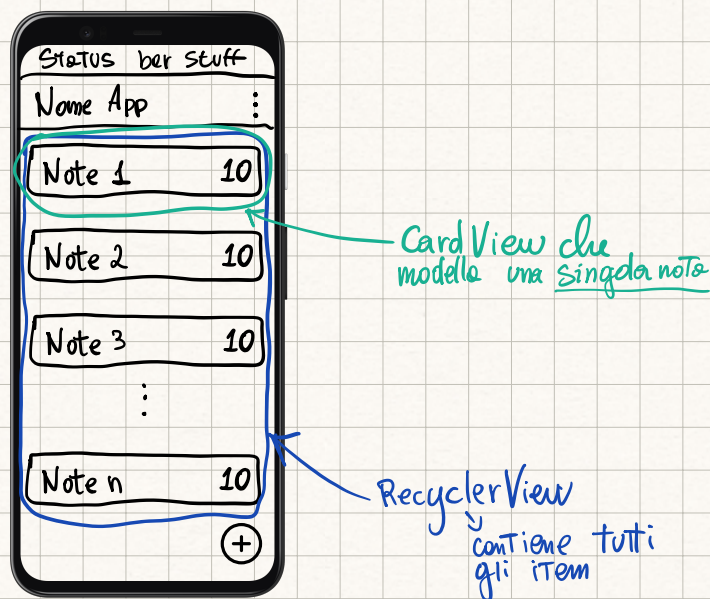 Status bar stuff
Nome App
Note 1 10
Note 2 10
Note 3 10
Note n 10
+
CardView che
modella una singola nota
RecyclerView
contiene tutti
gli item